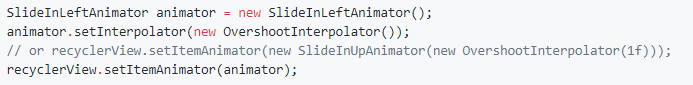 SlideInLeftAnimator animator = new SlideInLeftAnimator();
animator.setInterpolator(new OvershootInterpolator());
// or recyclerView.setItemAnimator(new SlideInUpAnimator(new OvershootInterpolator(1f)));
recyclerView.setItemAnimator(animator);